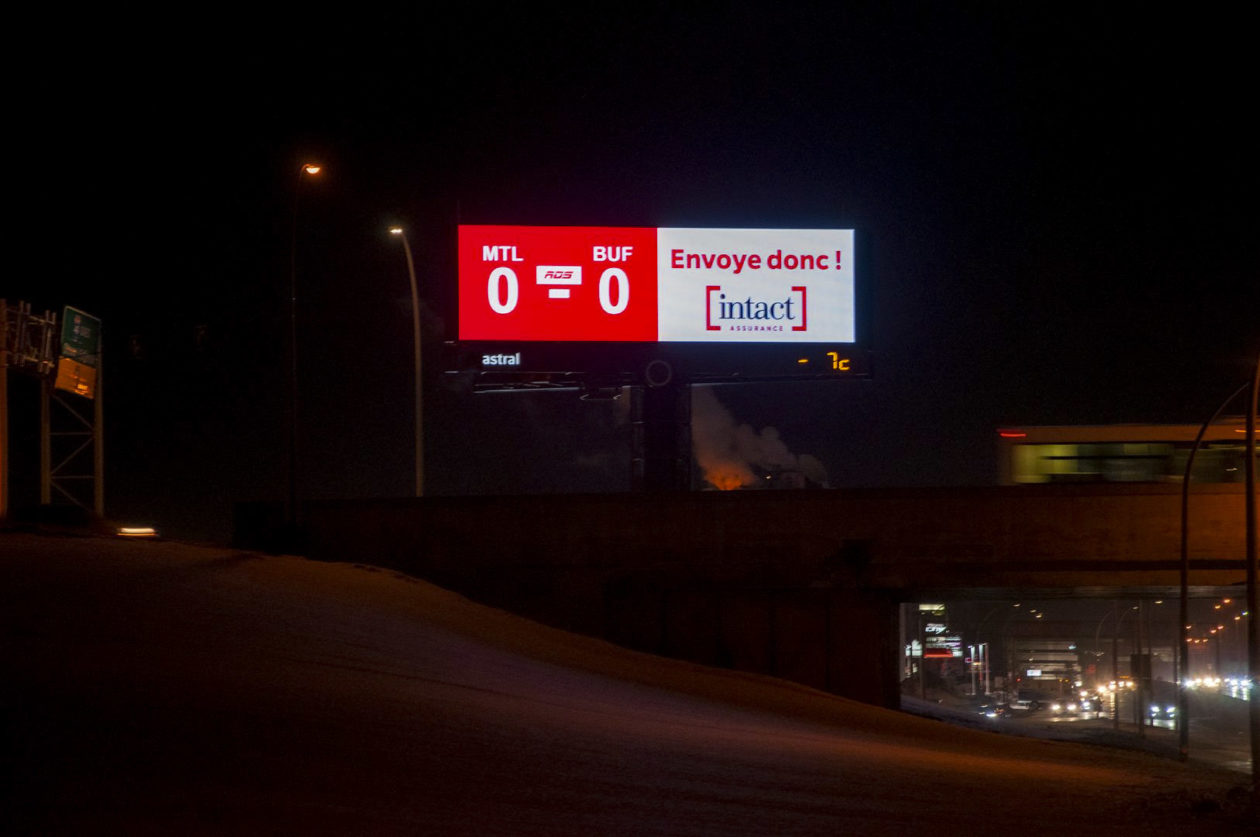 MTL
BUF
0
RDS
-
0
Envoye donc !
[intact]
ASSURANCE
astral
- 7c